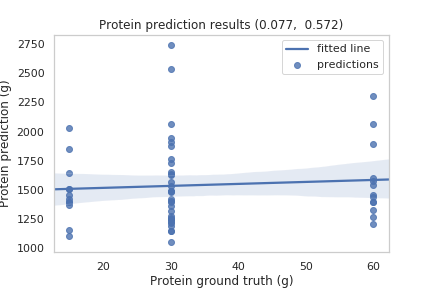 Protein prediction results (0.077,  0.572)
fitted line
predictions
Protein prediction (g)
2750
2500
2250
2000
1750
1500
1250
1000
20 30 40 50 60
Protein ground truth (g)